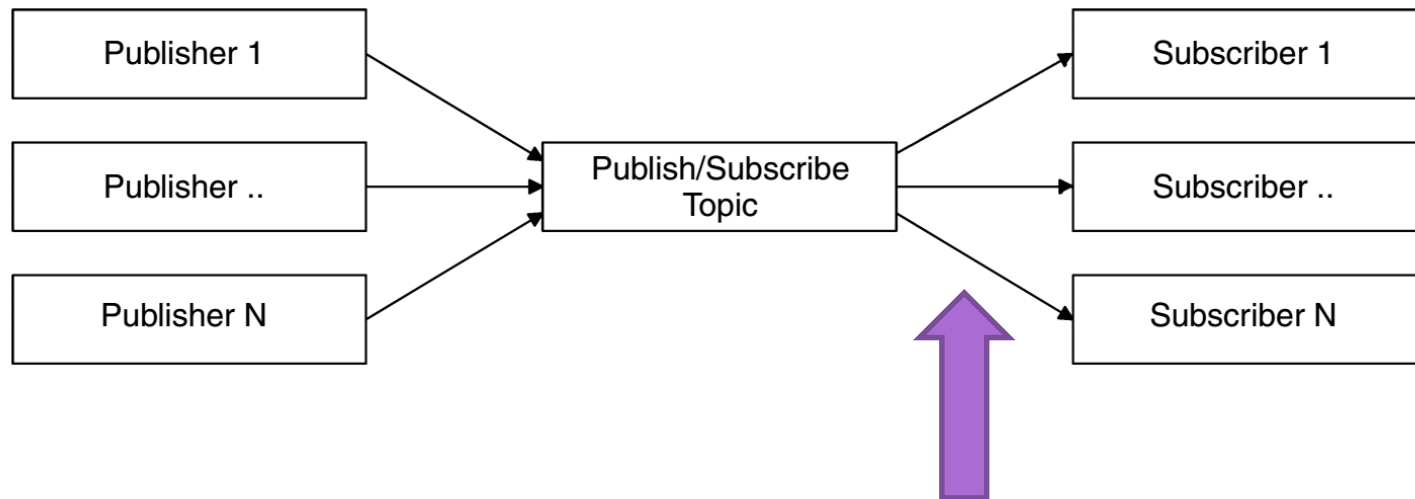 Publisher 1
Publisher ..
Publisher N
Publish/Subscribe
Topic
Subscriber 1
Subscriber ..
Subscriber N